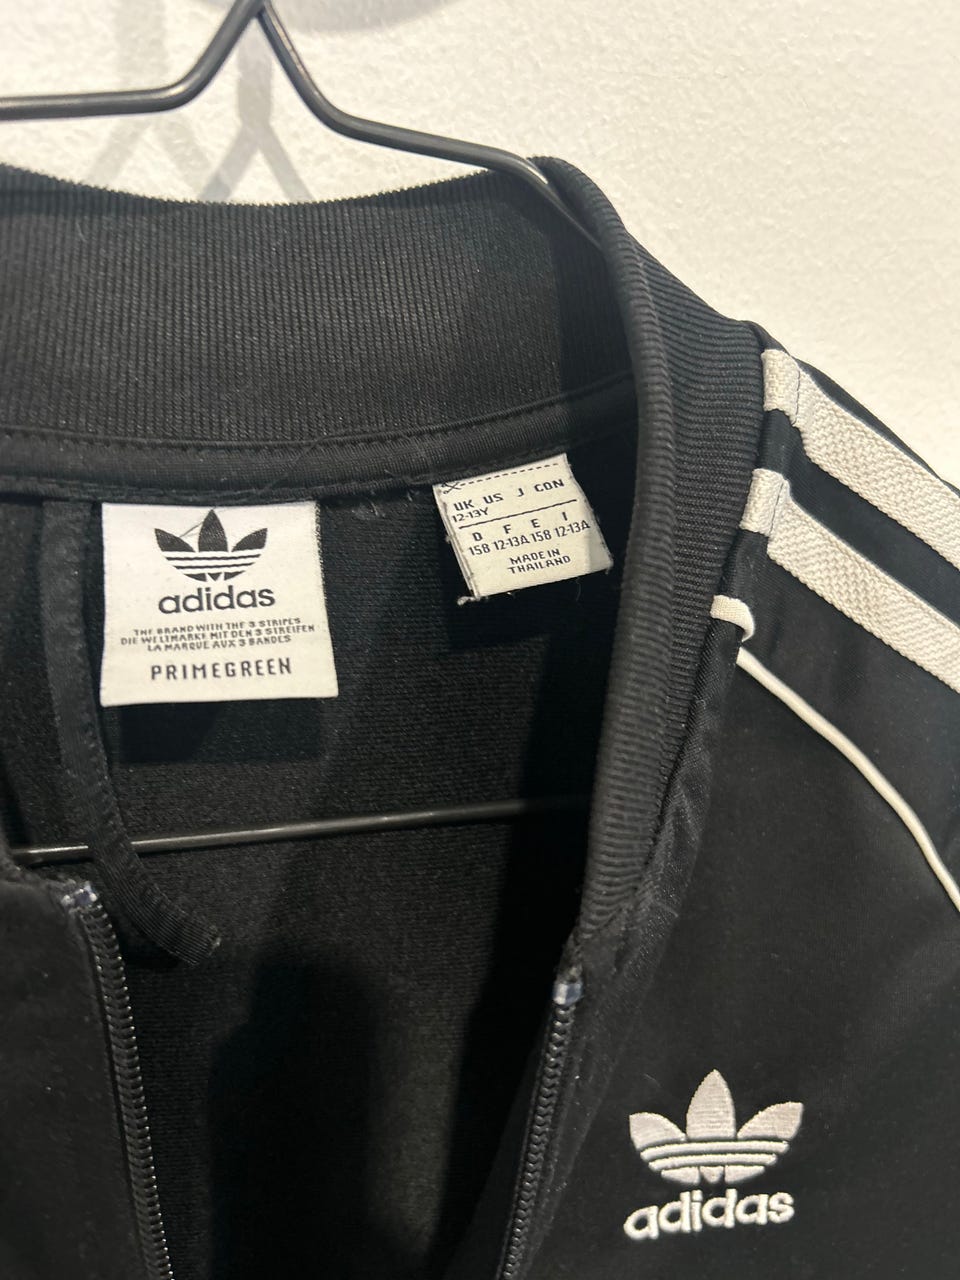 adidas
THE BRAND WITH THE 3 STRIPES
DIE WELTMARKE MIT DEN 3 STREIFEN
LA MARQUE AUX 3 BANDES
PRIMEGREEN
UK US J CDN
12-13Y
D F E I
158 12-13A 158 12-13A
MADE IN
THAILAND
adidas